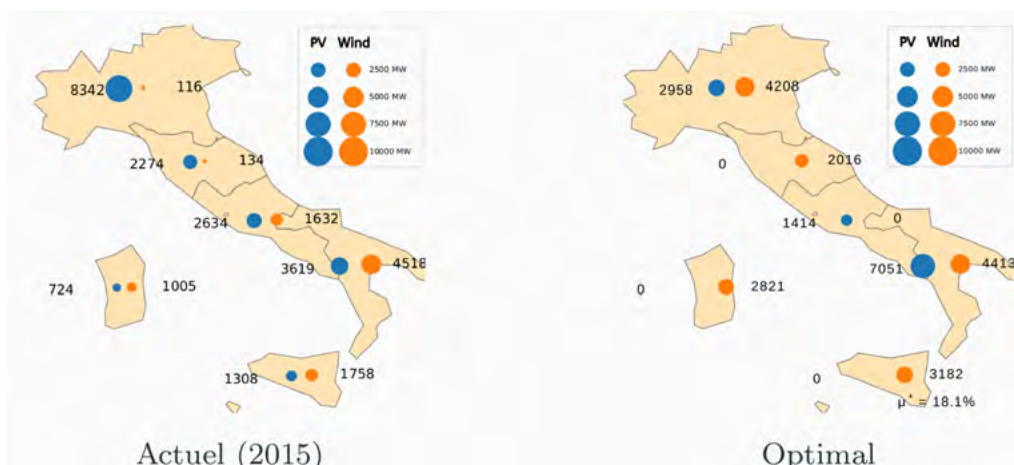 PV Wind
2500 MW
5000 MW
7500 MW
10000 MW
8342 116
2274 134
2634 1632
3619 4518
724 1005
1308 1758
Actuel (2015)
PV Wind
2500 MW
5000 MW
7500 MW
10000 MW
2958 4208
0 2016
1414 0
7051 4413
0 2821
0 3182
μ* = 18.1%
Optimal